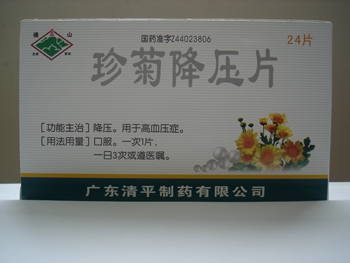 福山
国药准字Z44023806
24片
珍菊降压片
[功能主治]降压。用于高血压症。
[用法用量]口服。一次1片，
一日3次或遵医嘱。
广东清平制药有限公司